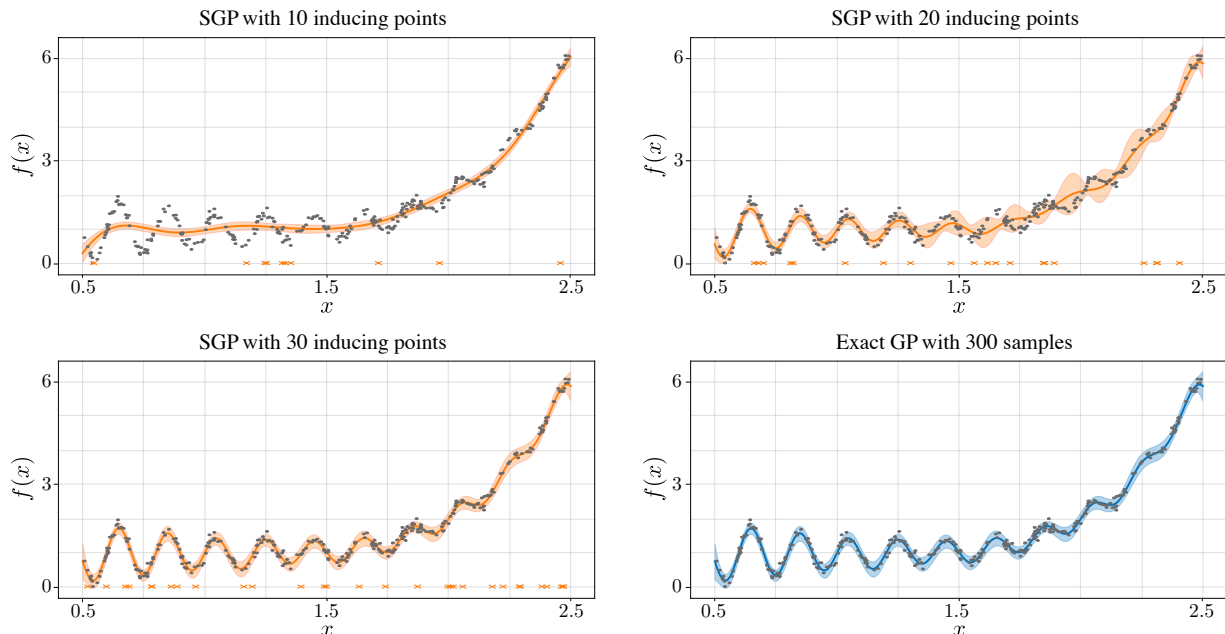 SGP with 10 inducing points
6
3
0
f(x)
0.5
1.5
2.5
x
SGP with 20 inducing points
6
3
0
f(x)
0.5
1.5
2.5
x
SGP with 30 inducing points
6
3
0
f(x)
0.5
1.5
2.5
x
Exact GP with 300 samples
6
3
0
f(x)
0.5
1.5
2.5
x